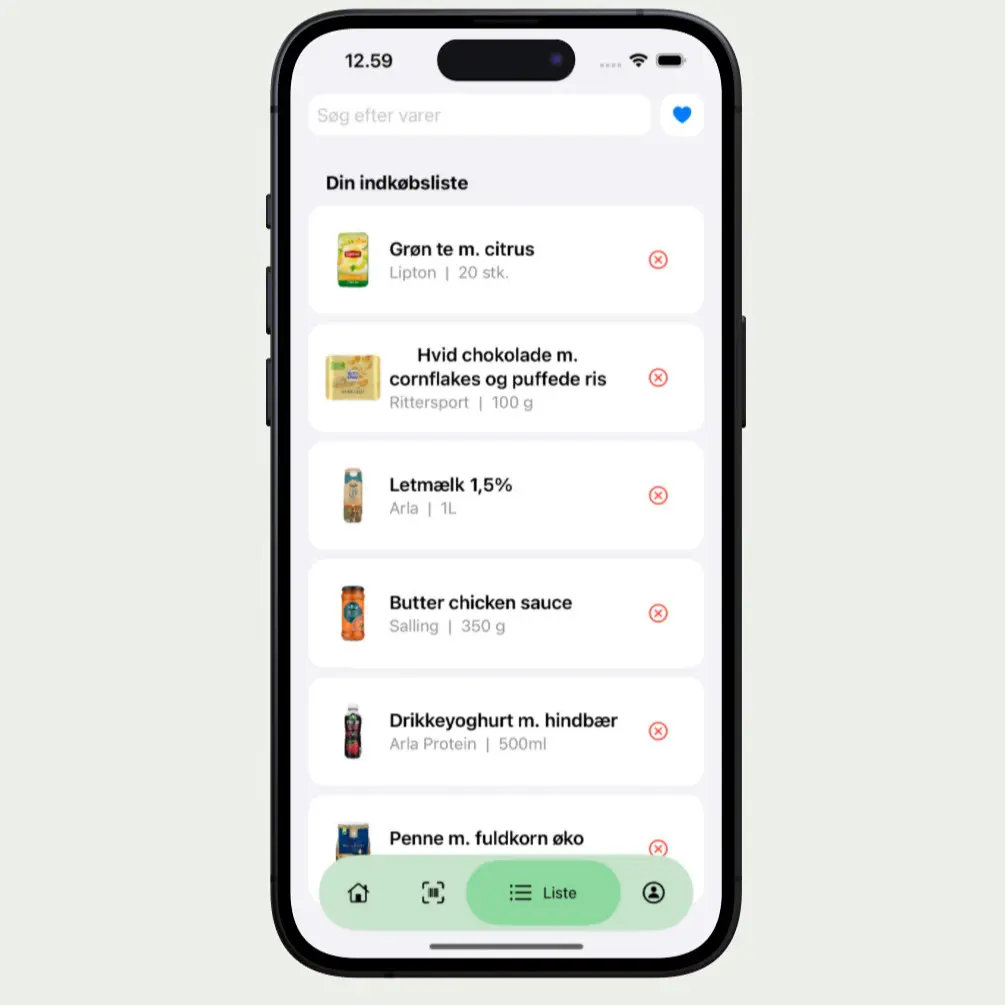 12.59
Søg efter varer
Din indkøbsliste
Grøn te m. citrus
Lipton | 20 stk.
Hvid chokolade m.
cornflakes og puffede ris
Rittersport | 100 g
Letmælk 1,5%
Arla | 1L
Butter chicken sauce
Salling | 350 g
Drikkeyoghurt m. hindbær
Arla Protein | 500ml
Penne m. fuldkorn øko
Liste